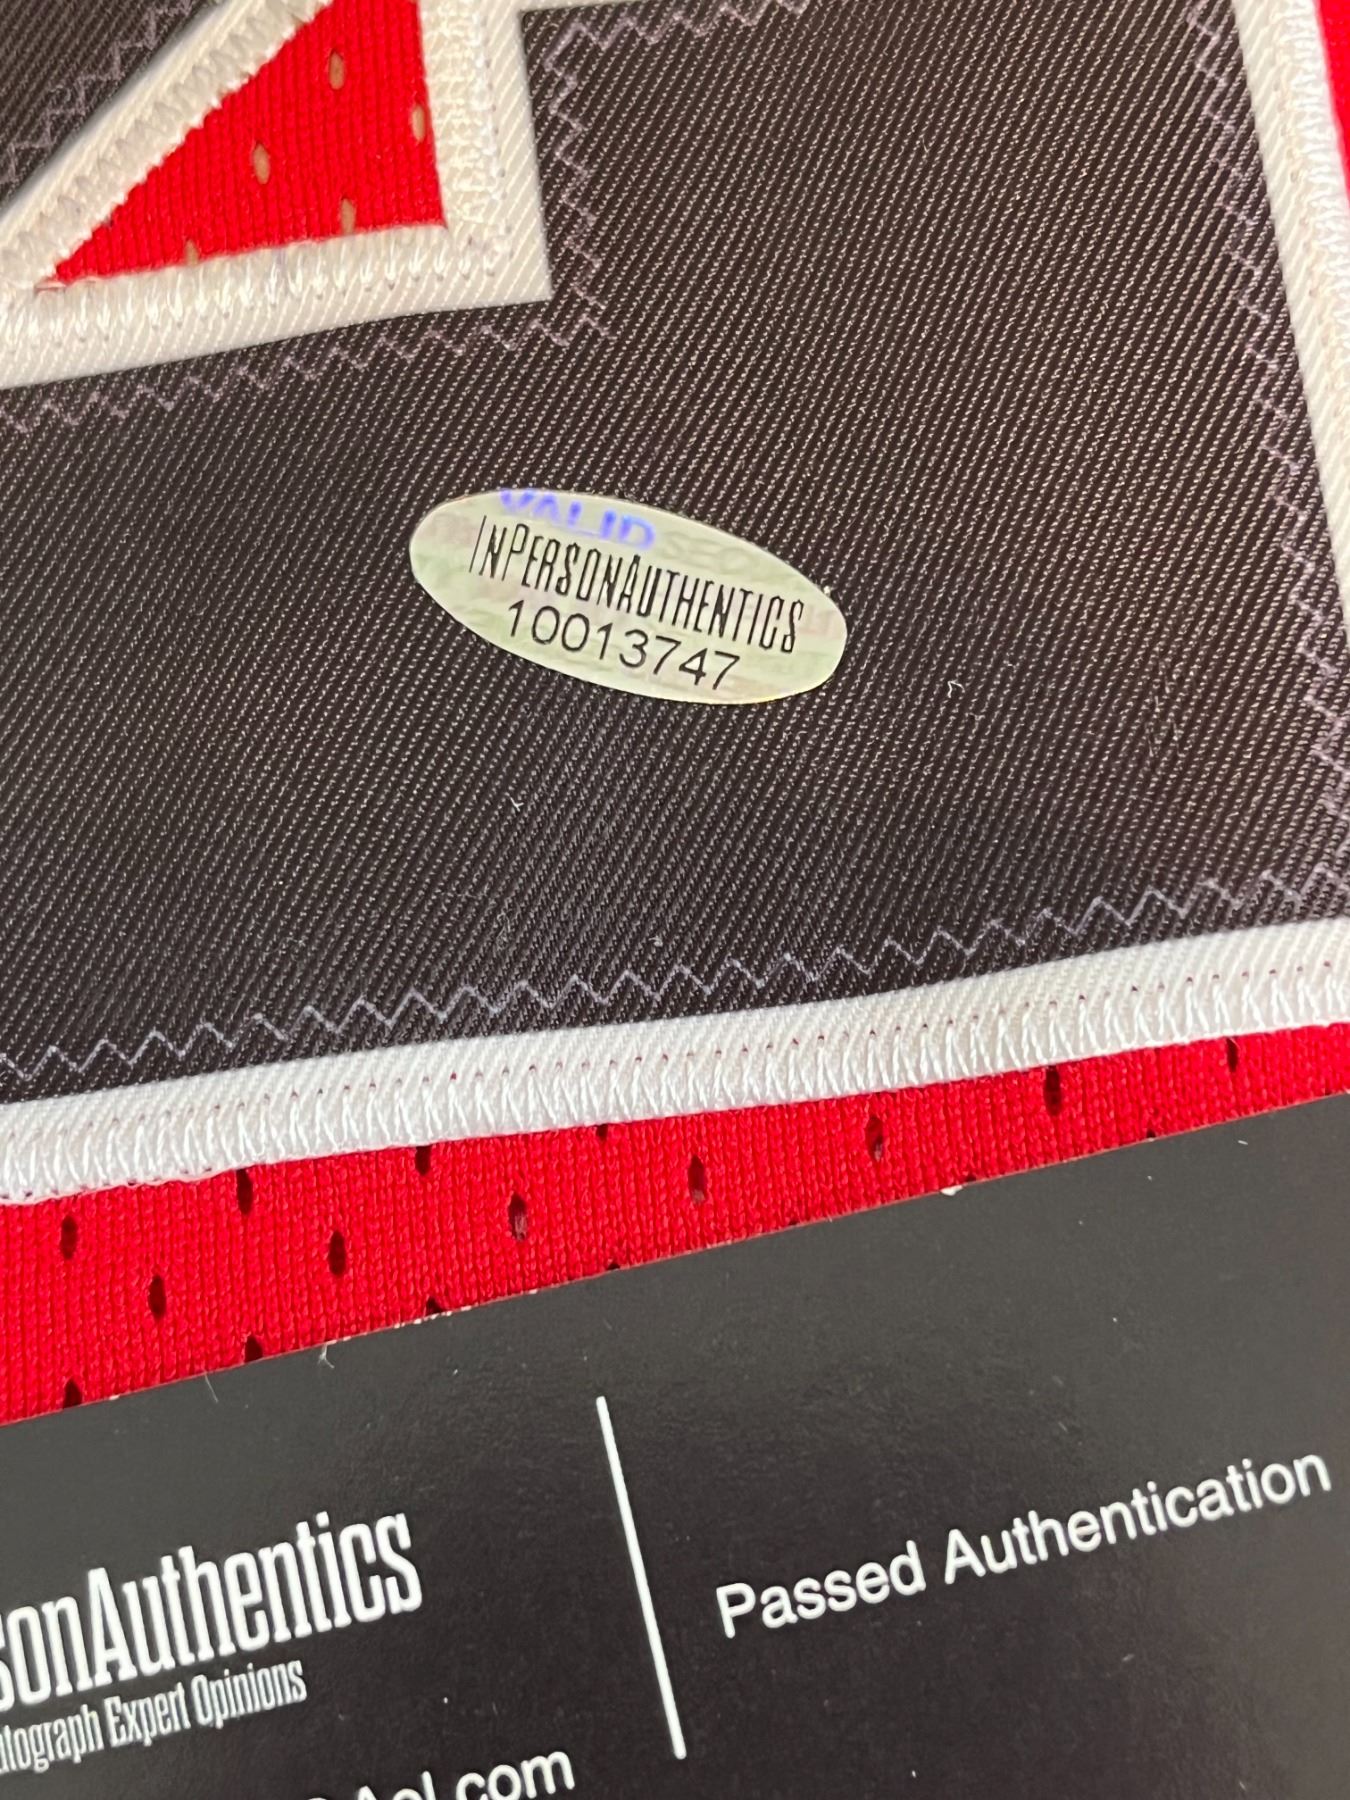 VALID
INPERSONAUTHENTICS
10013747
sonAuthentics
tograph Expert Opinions
@Aol.com
Passed Authentication